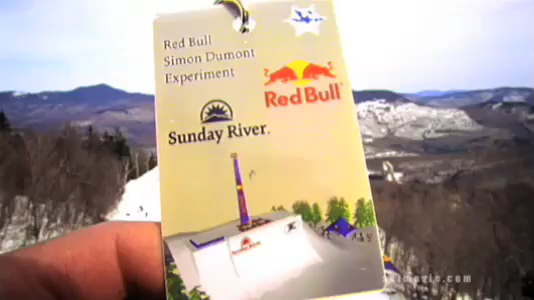 Red Bull
Simon Dumont
Experiment
Red Bull
Sunday River.